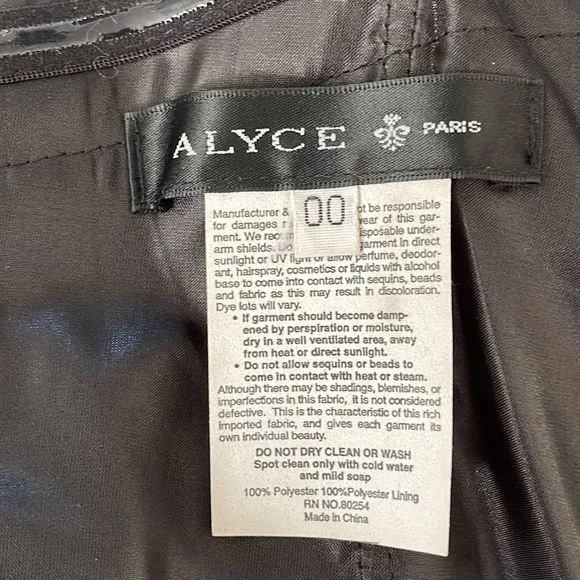 ALYCE PARIS
00
Manufacturer & ot be responsible
for damages wear of this gar-
ment. We disposable under-
arm shields. garment in direct
sunlight or UV light or allow perfume, deodor-
ant, hairspray, cosmetics or liquids with alcohol
base to come into contact with sequins, beads
and fabric as this may result in discoloration.
Dye lots will vary.
• If garment should become damp-
ened by perspiration or moisture,
dry in a well ventilated area, away
from heat or direct sunlight.
• Do not allow sequins or beads to
come in contact with heat or steam.
Although there may be shadings, blemishes, or
imperfections in this fabric, it is not considered
defective. This is the characteristic of this rich
imported fabric, and gives each garment its
own individual beauty.
DO NOT DRY CLEAN OR WASH
Spot clean only with cold water
and mild soap
100% Polyester 100%Polyester Lining
RN NO.80254
Made in China